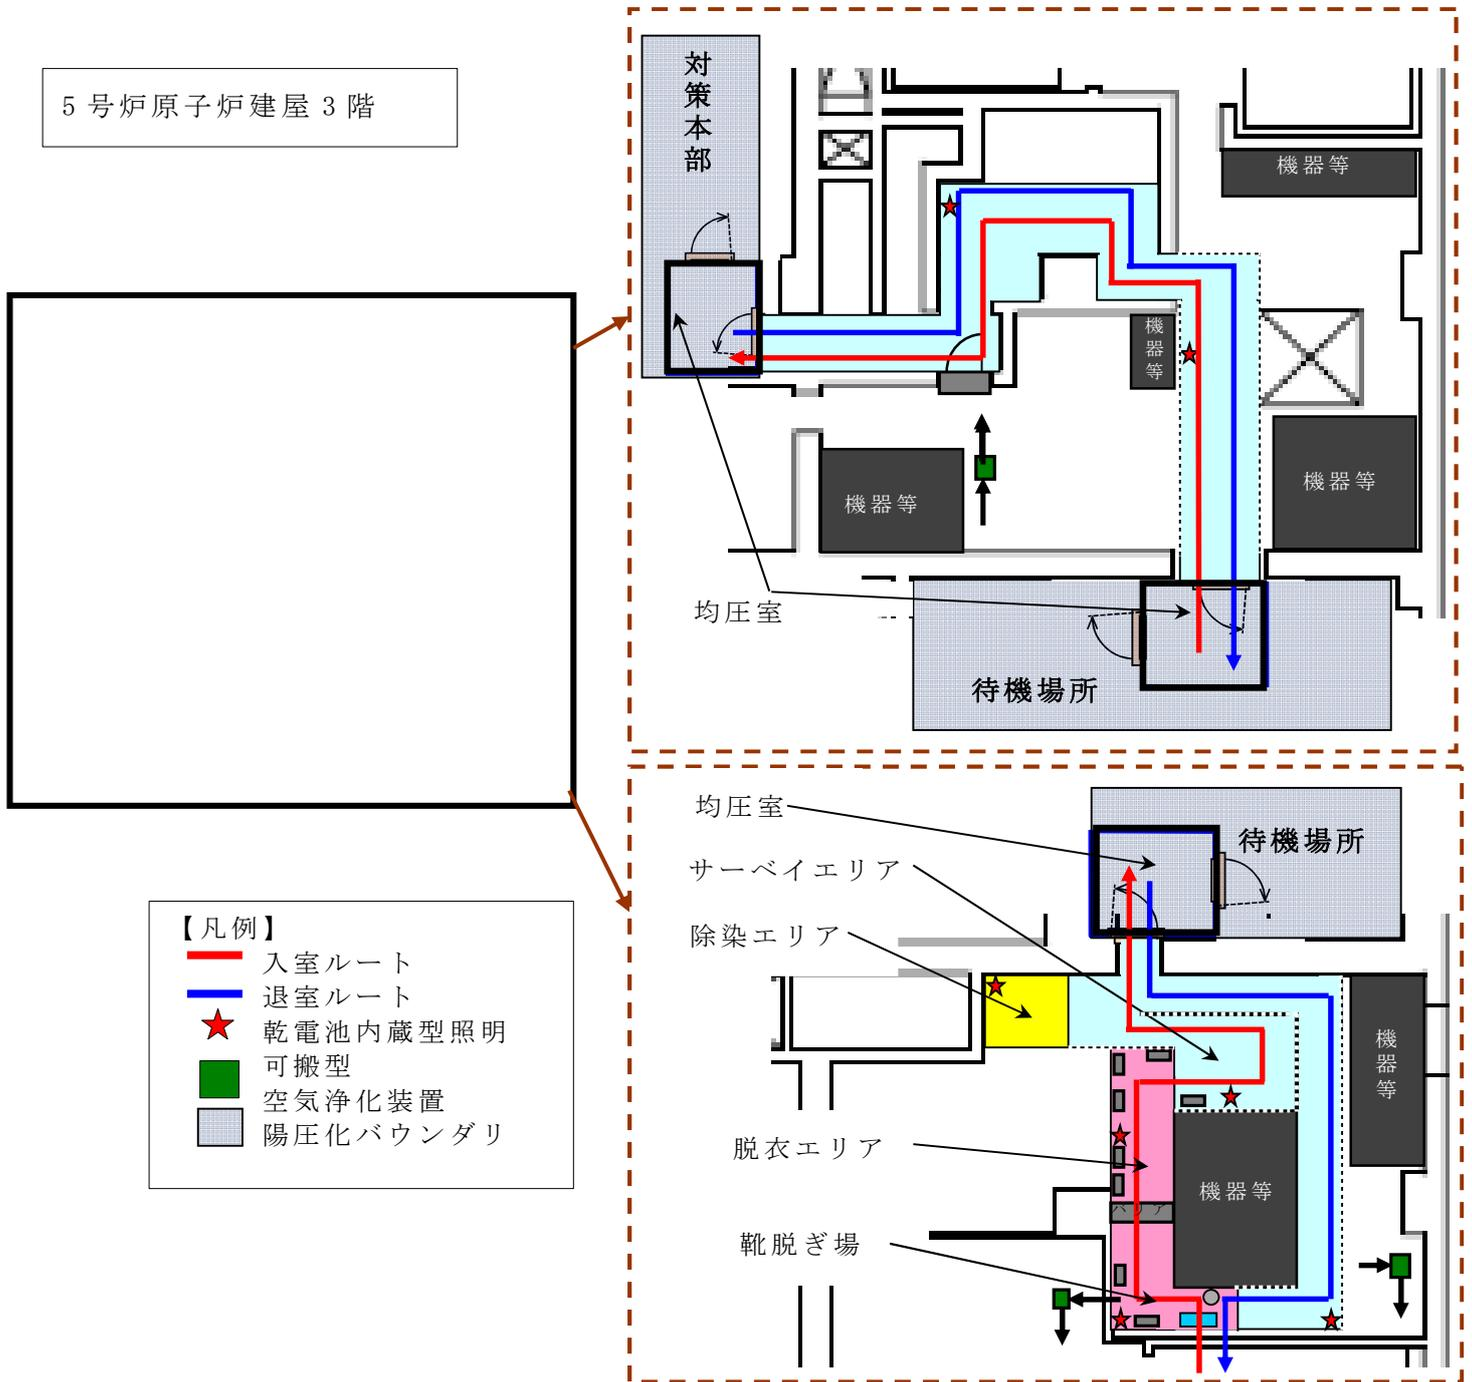 5号炉原子炉建屋3階
対策本部
機器等
機器等
機器等
機器等
均圧室
待機場所
均圧室
待機場所
サーベイエリア
除染エリア
機器等
脱衣エリア
機器等
バリア
靴脱ぎ場
【凡例】
入室ルート
退室ルート
乾電池内蔵型照明
可搬型
空気浄化装置
陽圧化バウンダリ